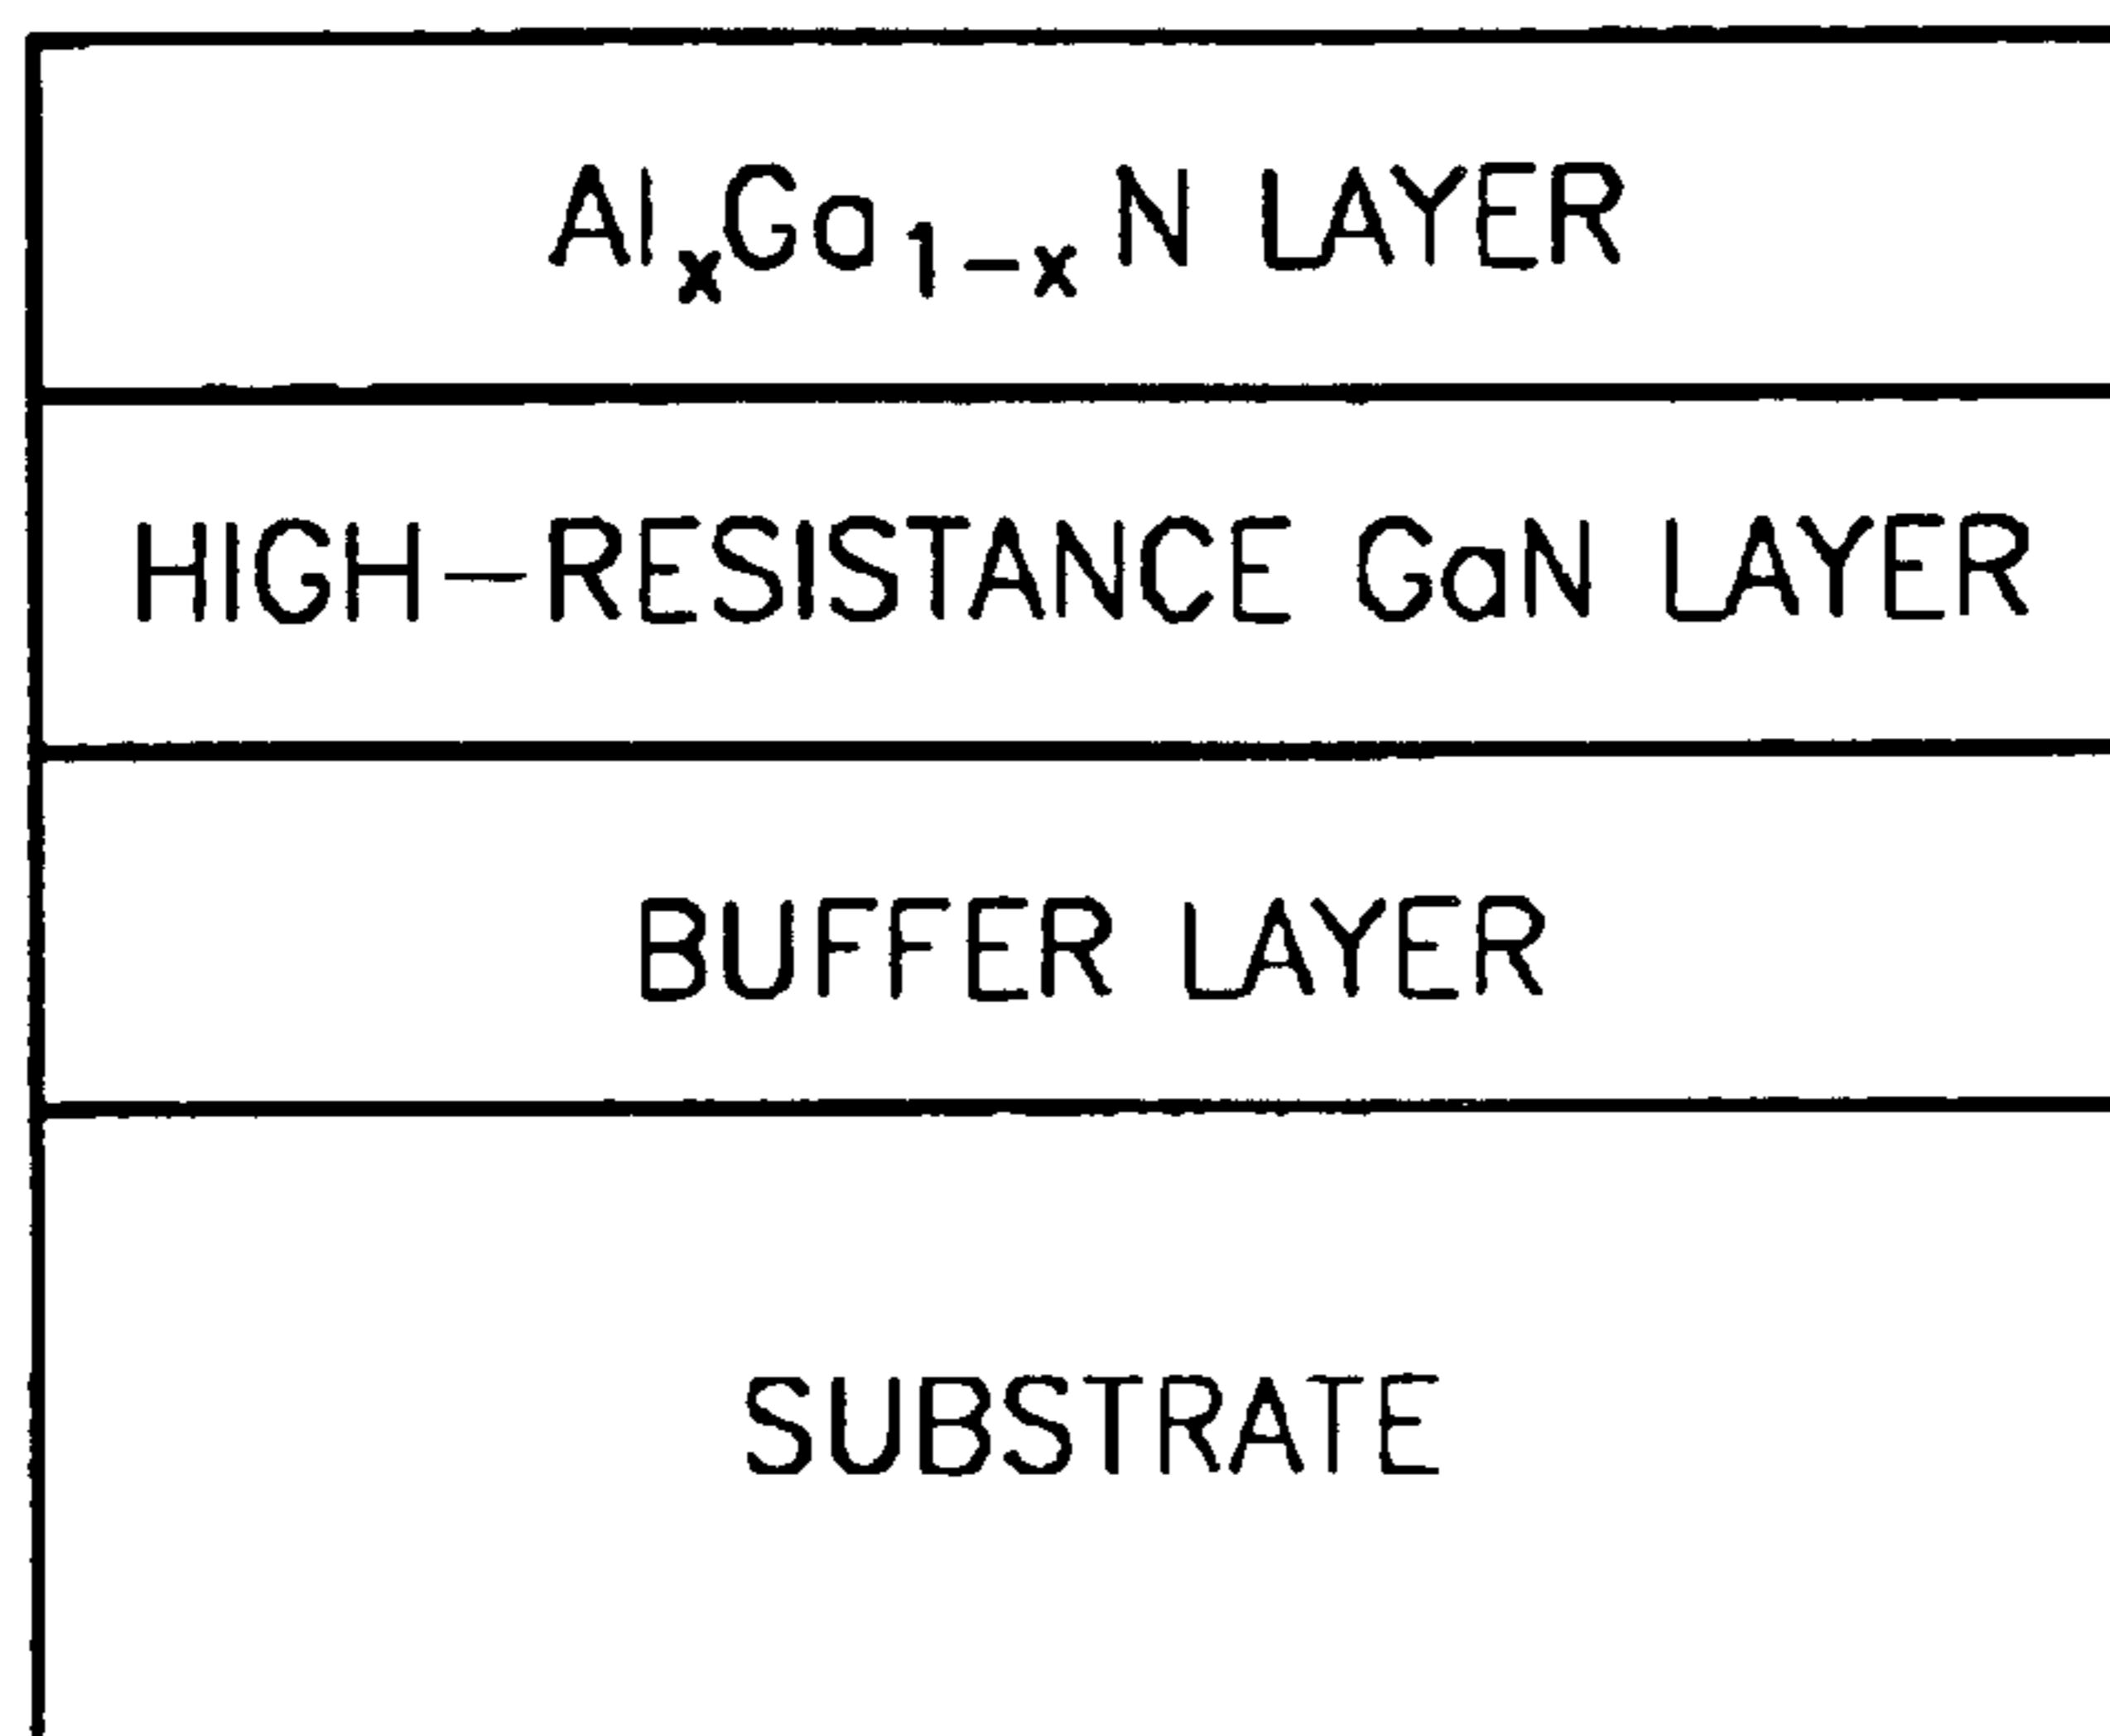 AlₓGa₁₋ₓN LAYER
HIGH-RESISTANCE GaN LAYER
BUFFER LAYER
SUBSTRATE